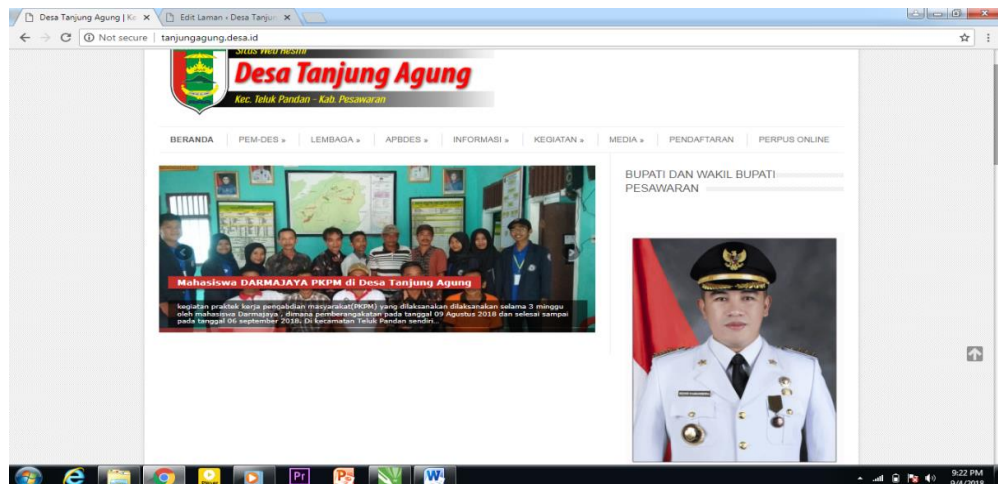 Desa Tanjung Agung | Ke
Edit Laman ‹ Desa Tanjun
Not secure | tanjungagung.desa.id
Situs Web Resmi
Desa Tanjung Agung
Kec. Teluk Pandan - Kab. Pesawaran
BERANDA
PEM-DES »
LEMBAGA »
APBDES »
INFORMASI »
KEGIATAN »
MEDIA »
PENDAFTARAN
PERPUS ONLINE
Mahasiswa DARMAJAYA PKPM di Desa Tanjung Agung
kegiatan praktek kerja pengabdian masyarakat(PKPM) yang dilaksanakan dilaksanakan selama 3 minggu
oleh mahasiswa Darmajaya , dimana pemberangakatan pada tanggal 09 Agustus 2018 dan selesai sampai
pada tanggal 06 september 2018. Di kecamatan Teluk Pandan sendiri...
BUPATI DAN WAKIL BUPATI
PESAWARAN
Pr
9:22 PM
9/4/2018